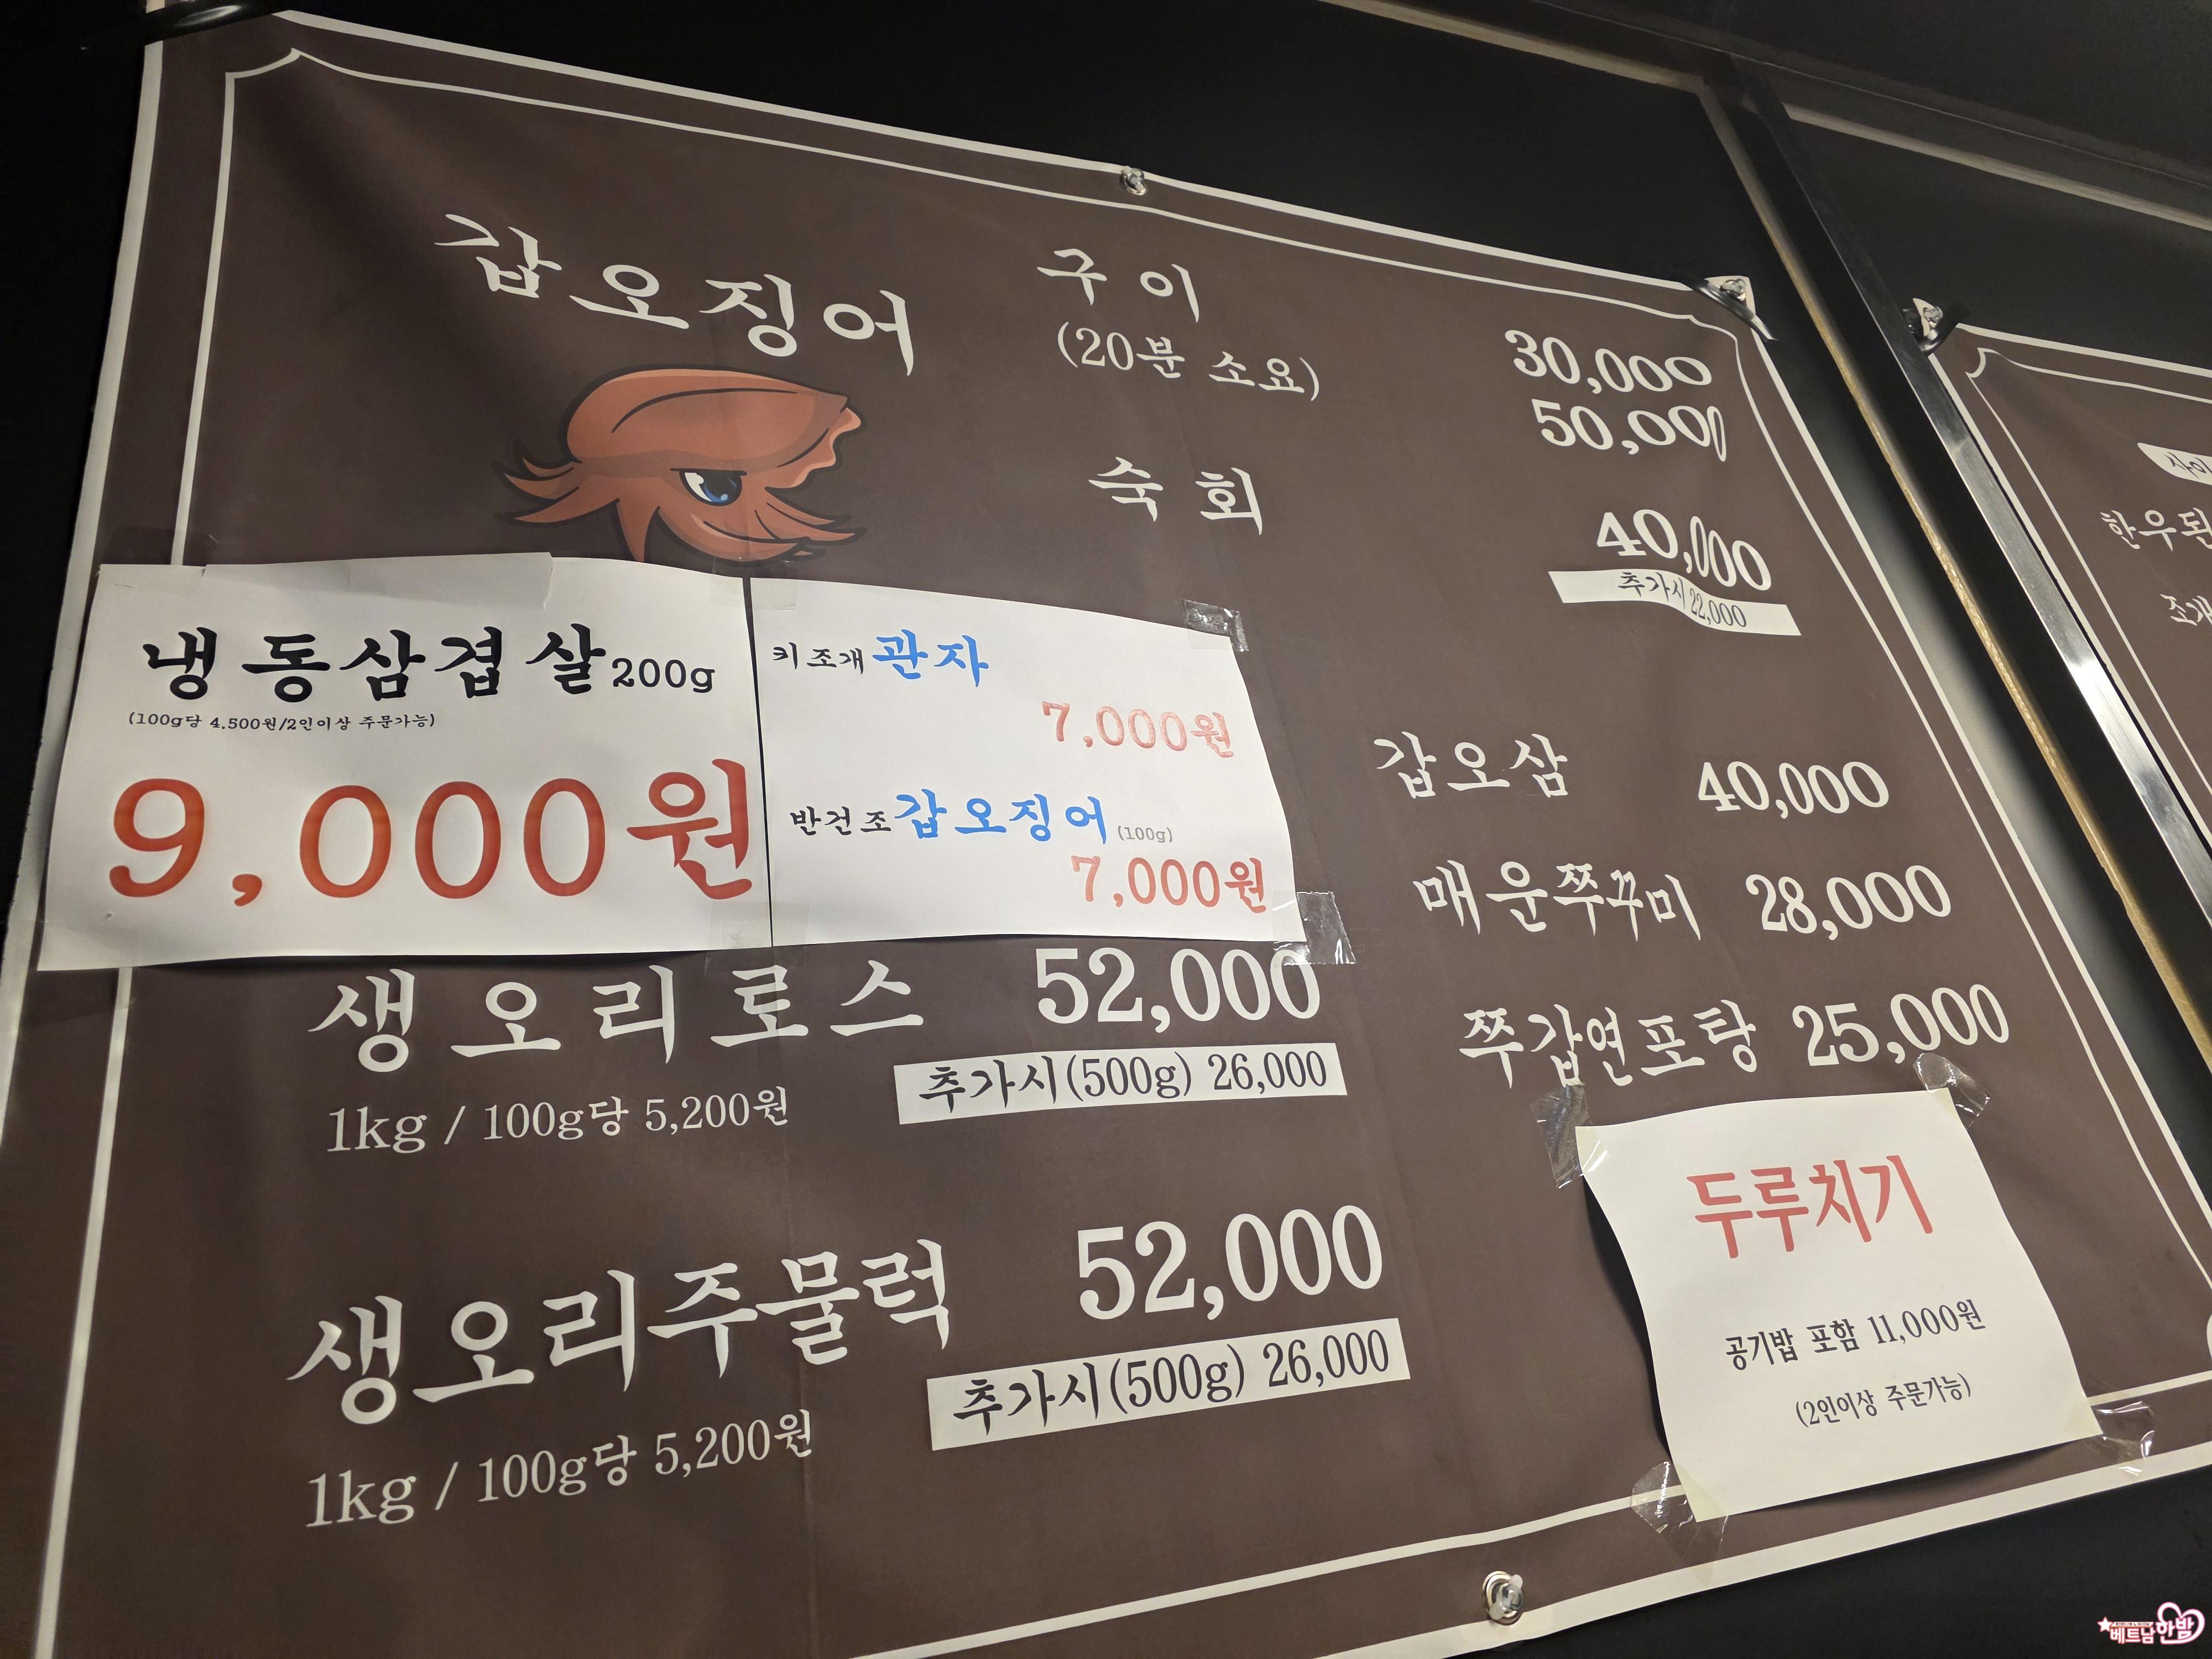 갑오징어
구이
(20분 소요)
30,000
50,000
숙회
40,000
추가시 22,000
냉동삼겹살200g
(100g당 4,500원/2인이상 주문가능)
9,000원
키조개관자
7,000원
반건조갑오징어(100g)
7,000원
갑오삼 40,000
매운쭈꾸미 28,000
쭈갑연포탕 25,000
생오리로스 52,000
추가시(500g) 26,000
1kg / 100g당 5,200원
생오리주물럭 52,000
추가시(500g) 26,000
1kg / 100g당 5,200원
두루치기
공기밥 포함 11,000원
(2인이상 주문가능)
한우된
조개
베트남하밤